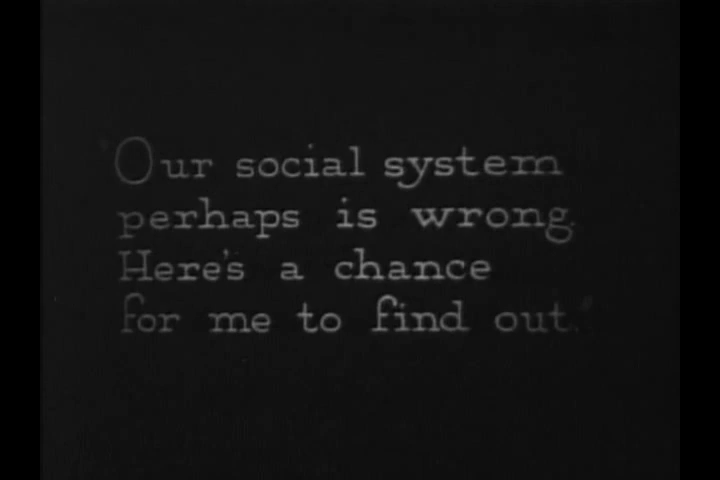 "Our social system
perhaps is wrong.
Here's a chance
for me to find out."